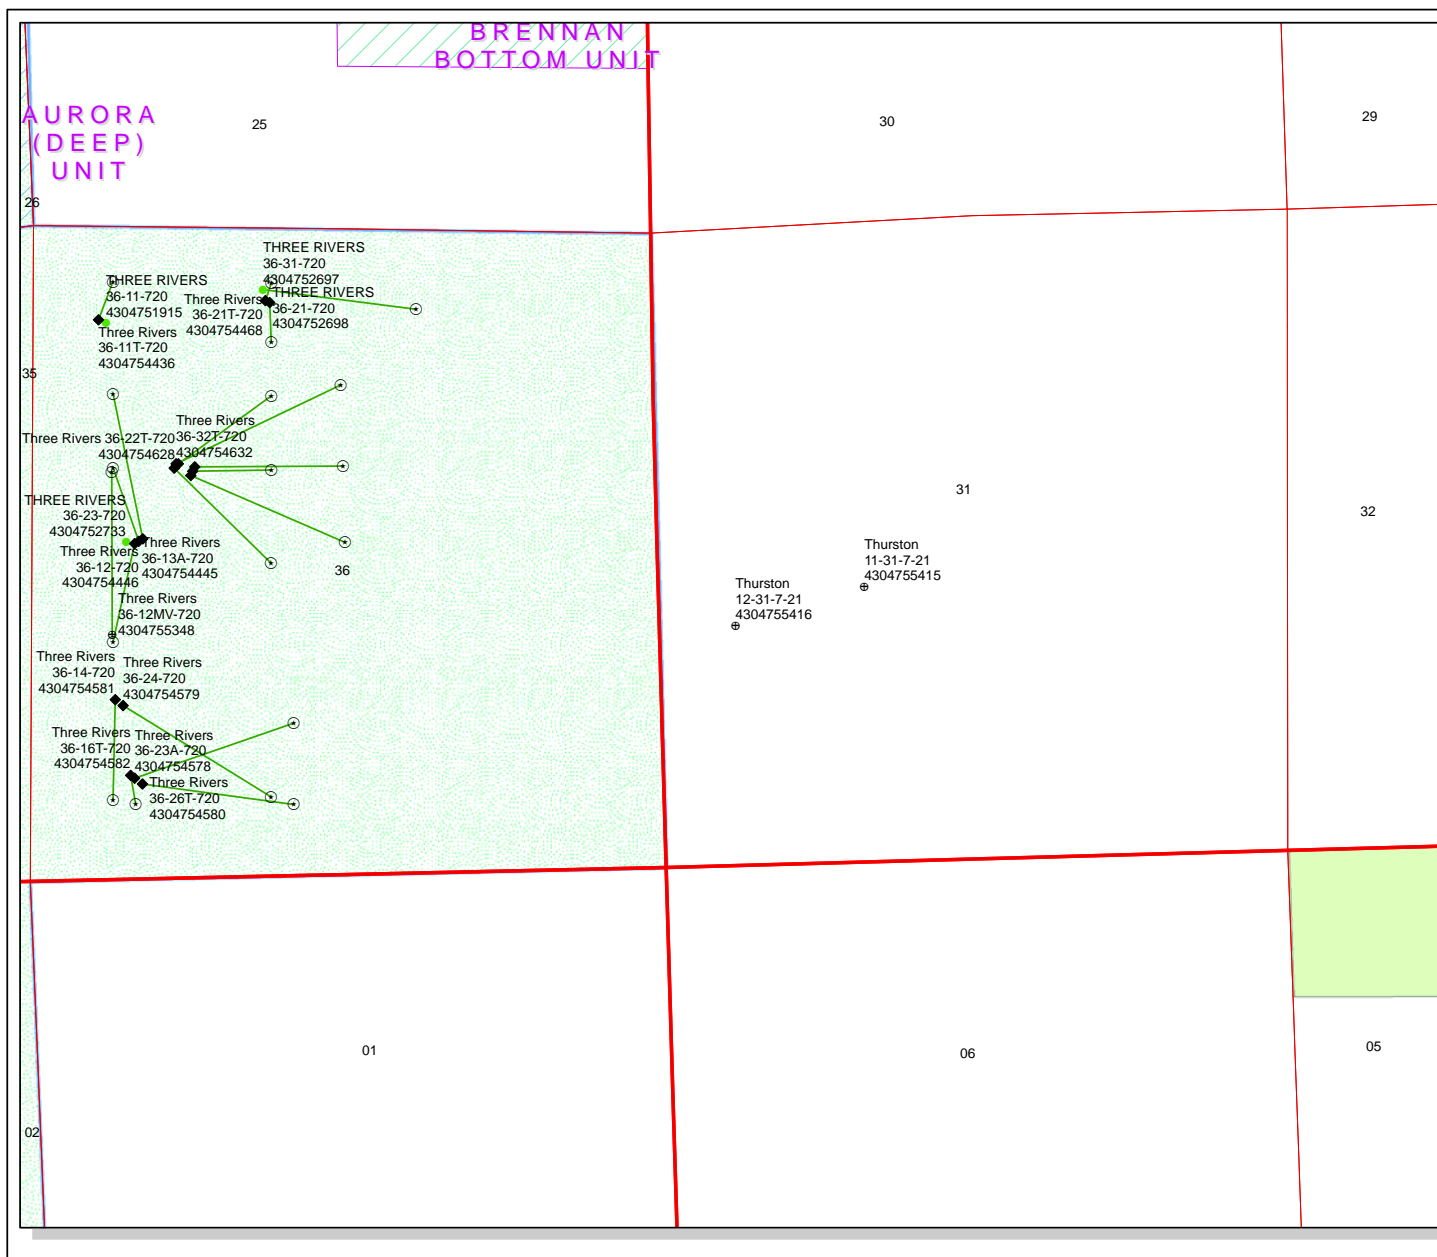 BRENNAN
BOTTOM UNIT
AURORA
(DEEP)
UNIT
25
30
29
26
THREE RIVERS
36-31-720
4304752697
THREE RIVERS
36-11-720
4304751915
Three Rivers
36-21T-720
4304754468
THREE RIVERS
36-21-720
4304752698
Three Rivers
36-11T-720
4304754436
35
Three Rivers 36-22T-720
4304754628
Three Rivers
36-32T-720
4304754632
THREE RIVERS
36-23-720
4304752733
Three Rivers
36-12-720
4304754446
Three Rivers
36-13A-720
4304754445
36
31
32
Thurston
11-31-7-21
4304755415
Thurston
12-31-7-21
4304755416
Three Rivers
36-12MV-720
4304755348
Three Rivers
36-14-720
4304754581
Three Rivers
36-24-720
4304754579
Three Rivers
36-16T-720
4304754582
Three Rivers
36-23A-720
4304754578
Three Rivers
36-26T-720
4304754580
01
06
05
02